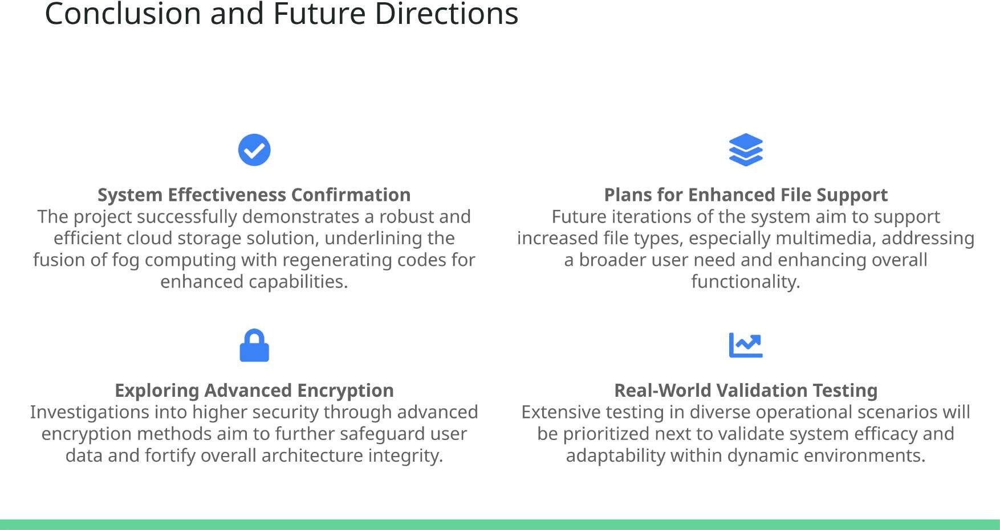 Conclusion and Future Directions
System Effectiveness Confirmation
The project successfully demonstrates a robust and
efficient cloud storage solution, underlining the
fusion of fog computing with regenerating codes for
enhanced capabilities.
Plans for Enhanced File Support
Future iterations of the system aim to support
increased file types, especially multimedia, addressing
a broader user need and enhancing overall
functionality.
Exploring Advanced Encryption
Investigations into higher security through advanced
encryption methods aim to further safeguard user
data and fortify overall architecture integrity.
Real-World Validation Testing
Extensive testing in diverse operational scenarios will
be prioritized next to validate system efficacy and
adaptability within dynamic environments.